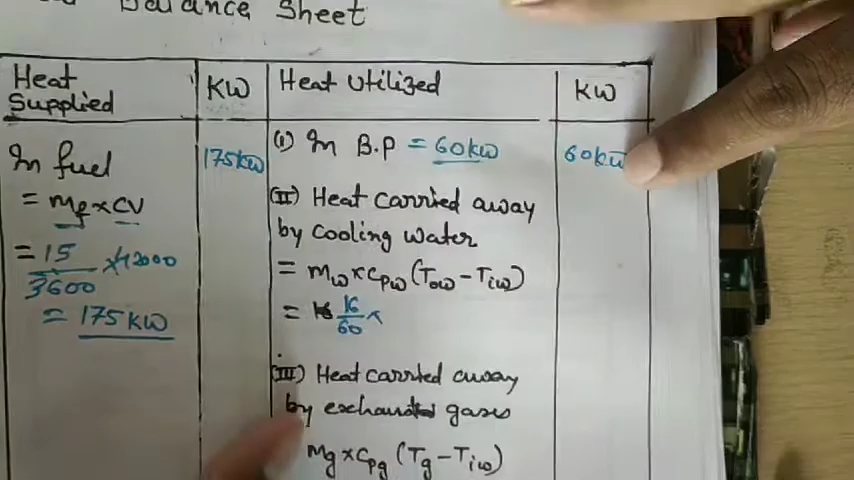 Balance Sheet
Heat Supplied
KW
Heat Utilized
KW
In fuel
= mf × CV
= 15/3600 × 42000
= 175 KW
175KW
(i) In B.P = 60KW
60KW
(II) Heat carried away
by cooling water
= mw × Cpw (Tow - Tiw)
= 16/60 ×
(III) Heat carried away
by exhaust gases
mg × Cpg (Tg - Tiw)